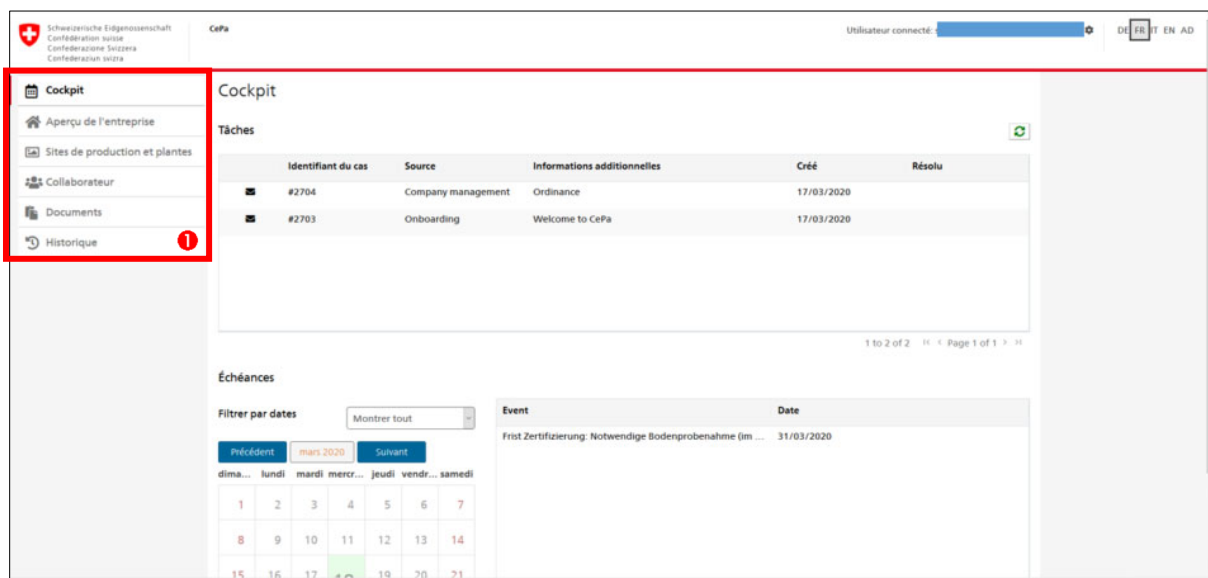 Schweizerische Eidgenossenschaft
Confédération suisse
Confederazione Svizzera
Confederaziun svizra
CePa
Utilisateur connecté:
DE FR IT EN AD
Cockpit
Aperçu de l'entreprise
Sites de production et plantes
Collaborateur
Documents
Historique
1
Cockpit
Tâches
Identifiant du cas Source Informations additionnelles Créé Résolu
#2704 Company management Ordinance 17/03/2020
#2703 Onboarding Welcome to CePa 17/03/2020
1 to 2 of 2 Page 1 of 1
Échéances
Filtrer par dates Montrer tout
Précédent mars 2020 Suivant
dima... lundi mardi mercr... jeudi vendr... samedi
1 2 3 4 5 6 7
8 9 10 11 12 13 14
15 16 17 18 19 20 21
Event Date
Frist Zertifizierung: Notwendige Bodenprobenahme (im ... 31/03/2020